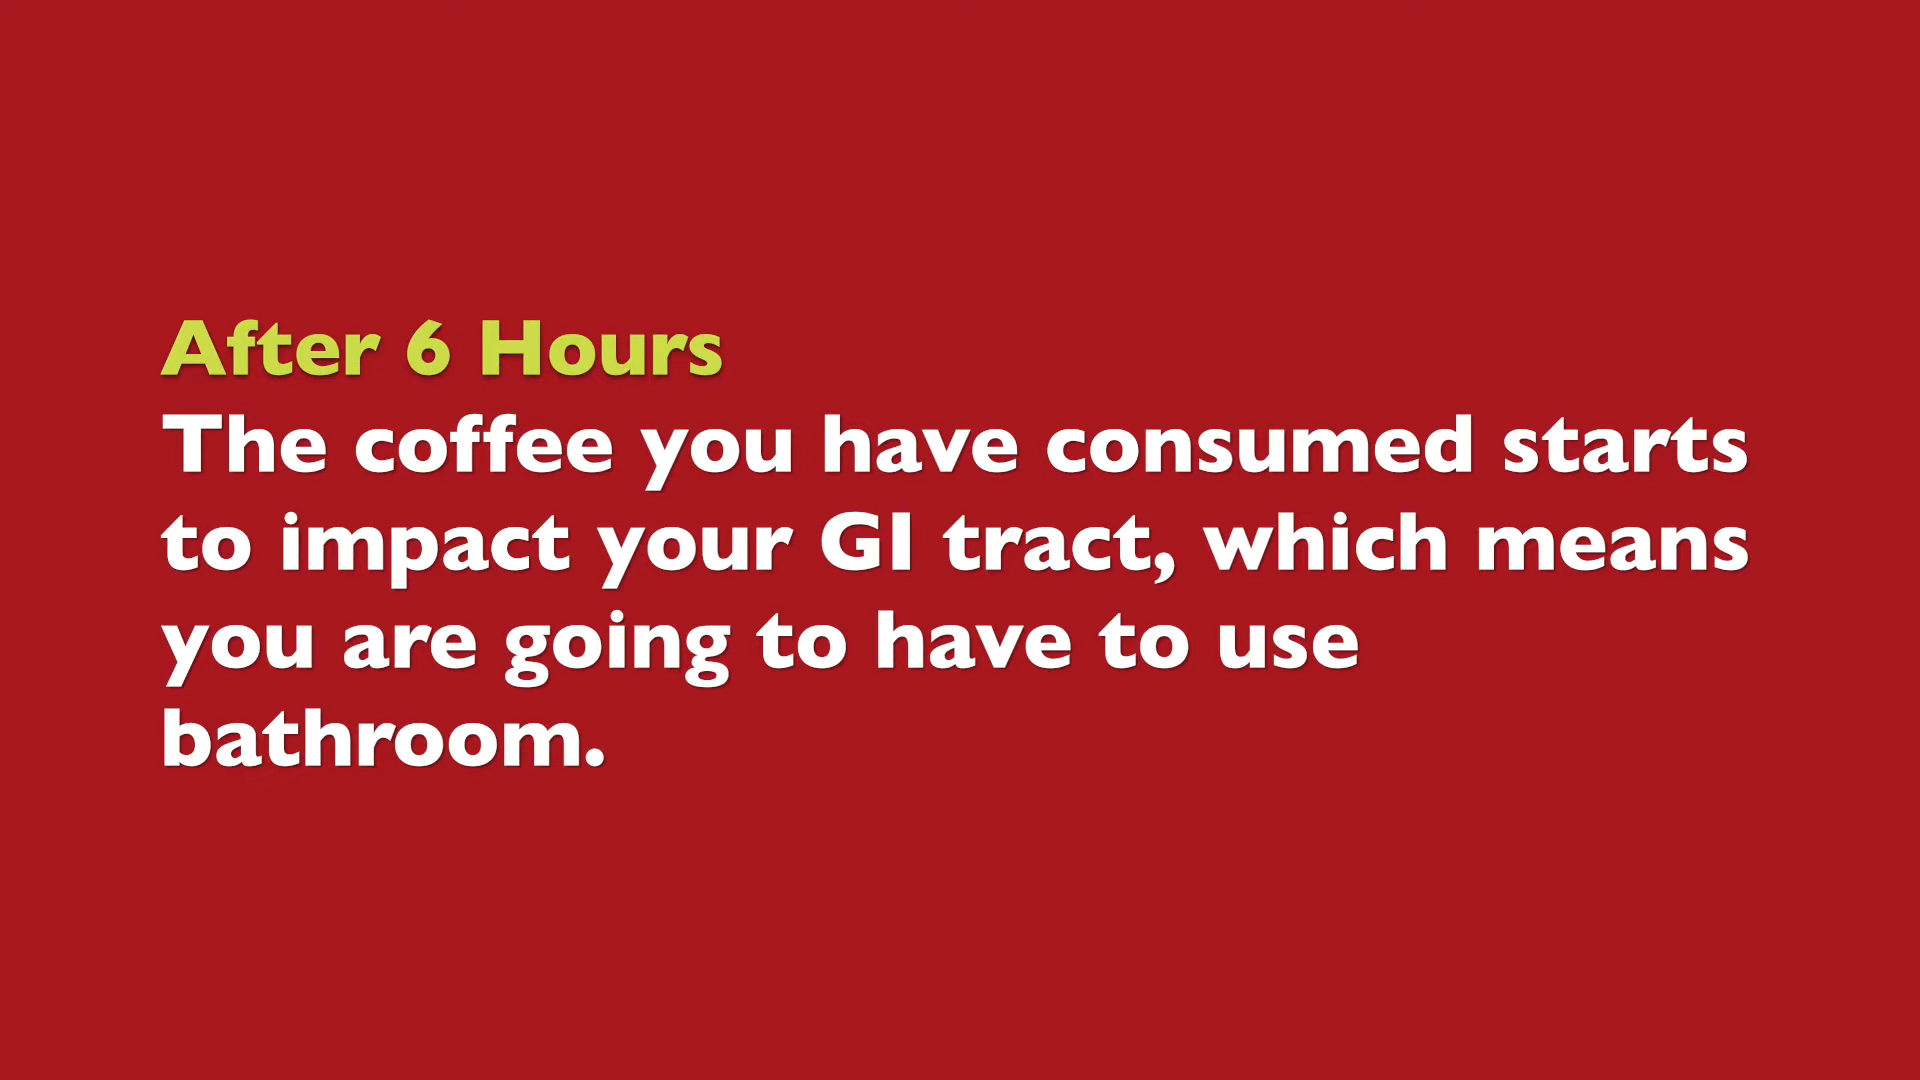 After 6 Hours
The coffee you have consumed starts
to impact your GI tract, which means
you are going to have to use
bathroom.